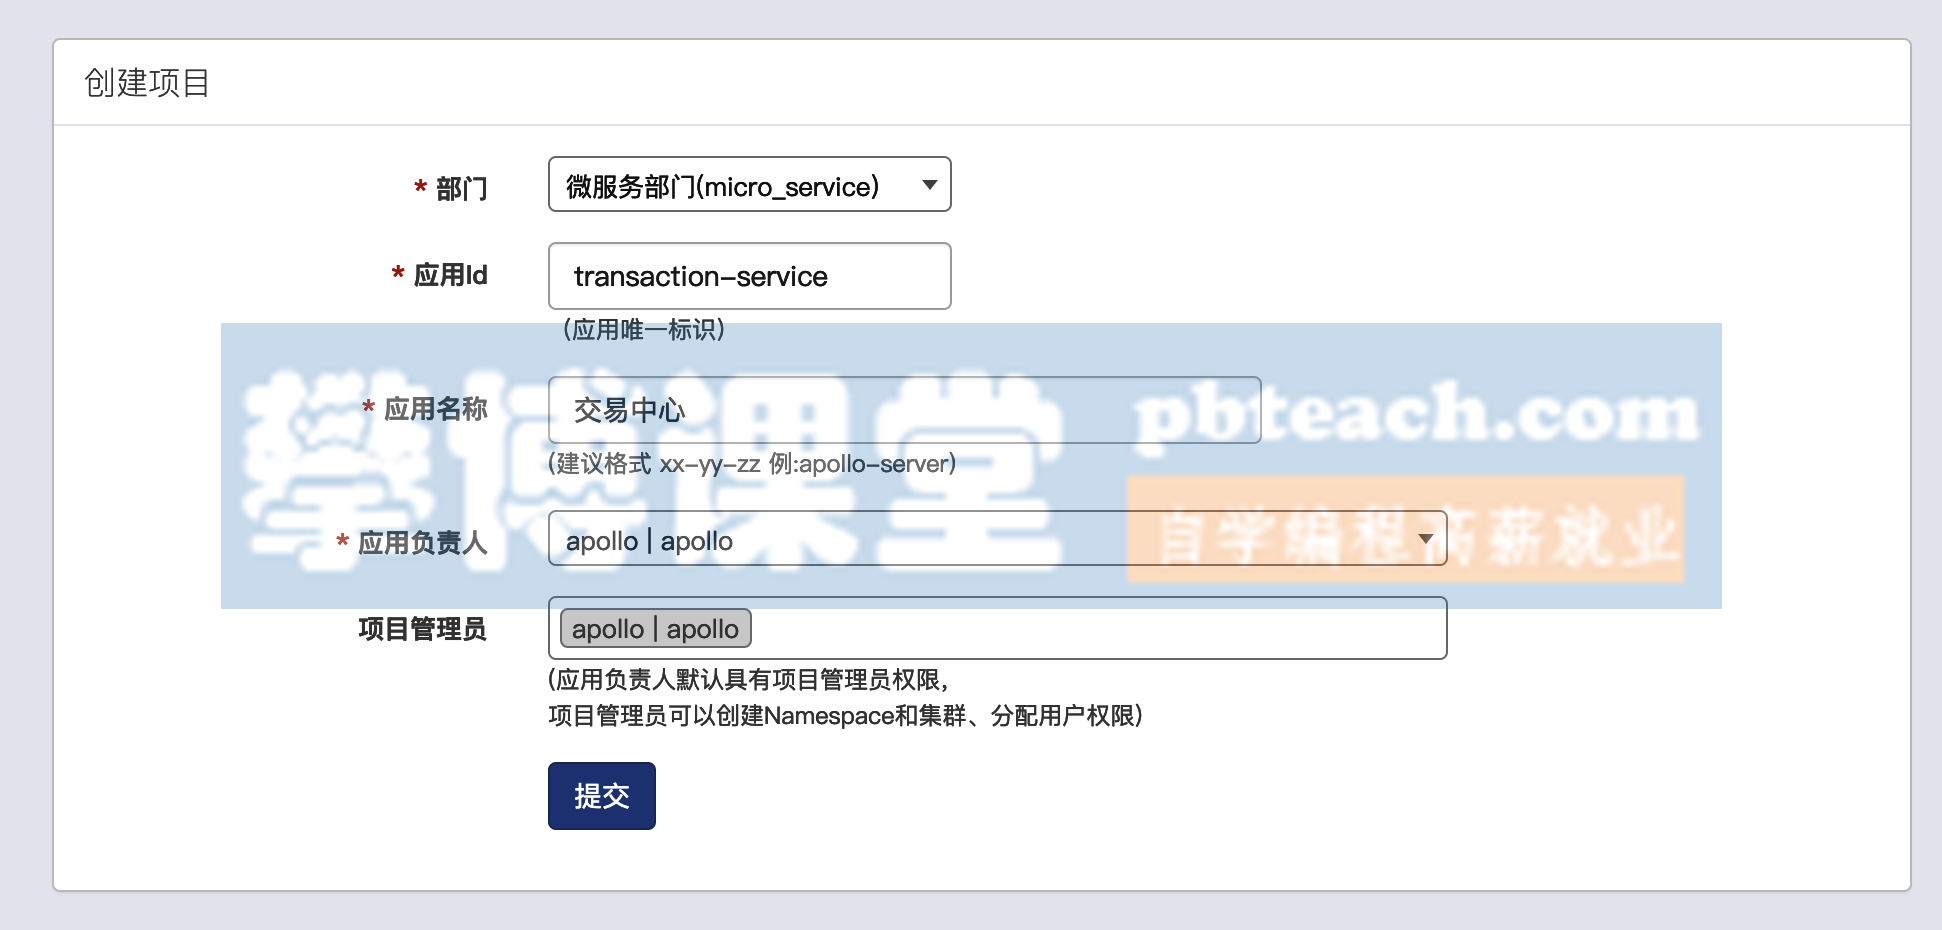 创建项目
* 部门
微服务部门(micro_service)
* 应用Id
transaction-service
(应用唯一标识)
* 应用名称
交易中心
(建议格式 xx-yy-zz 例:apollo-server)
* 应用负责人
apollo | apollo
项目管理员
apollo | apollo
(应用负责人默认具有项目管理员权限,
项目管理员可以创建Namespace和集群、分配用户权限)
提交
攀博课堂
pbteach.com
自学编程高薪就业